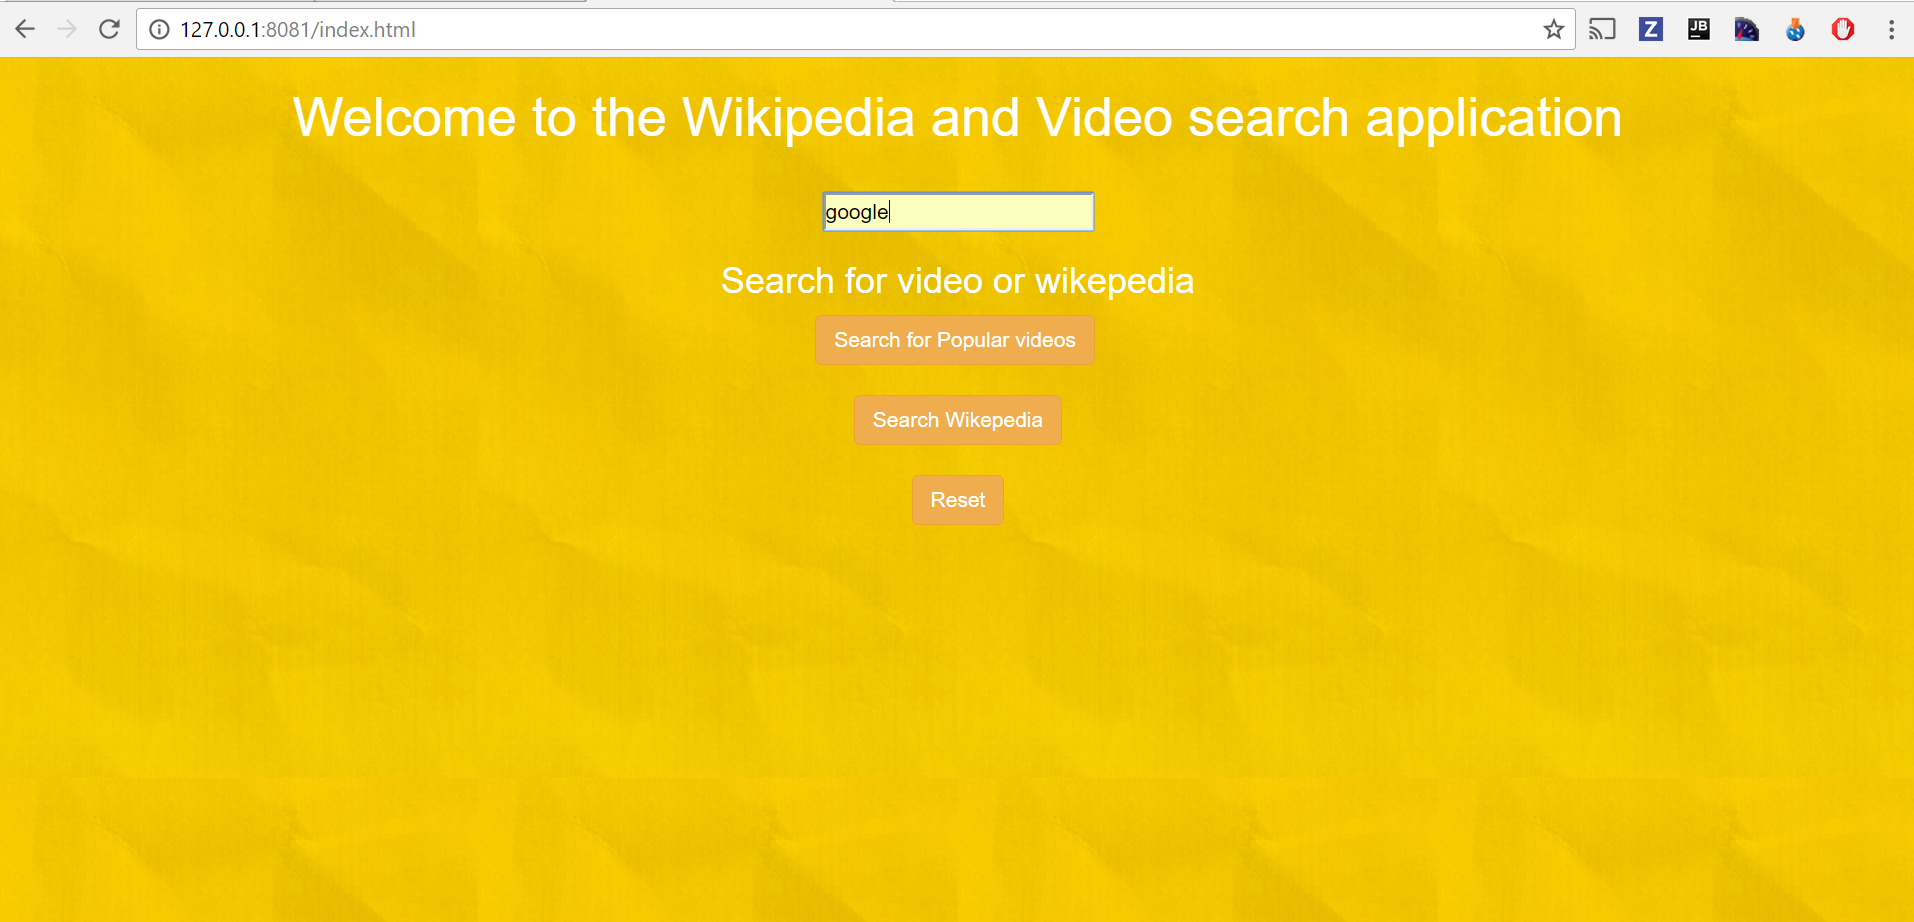 127.0.0.1:8081/index.html
Z
JB
Welcome to the Wikipedia and Video search application
google
Search for video or wikepedia
Search for Popular videos
Search Wikepedia
Reset